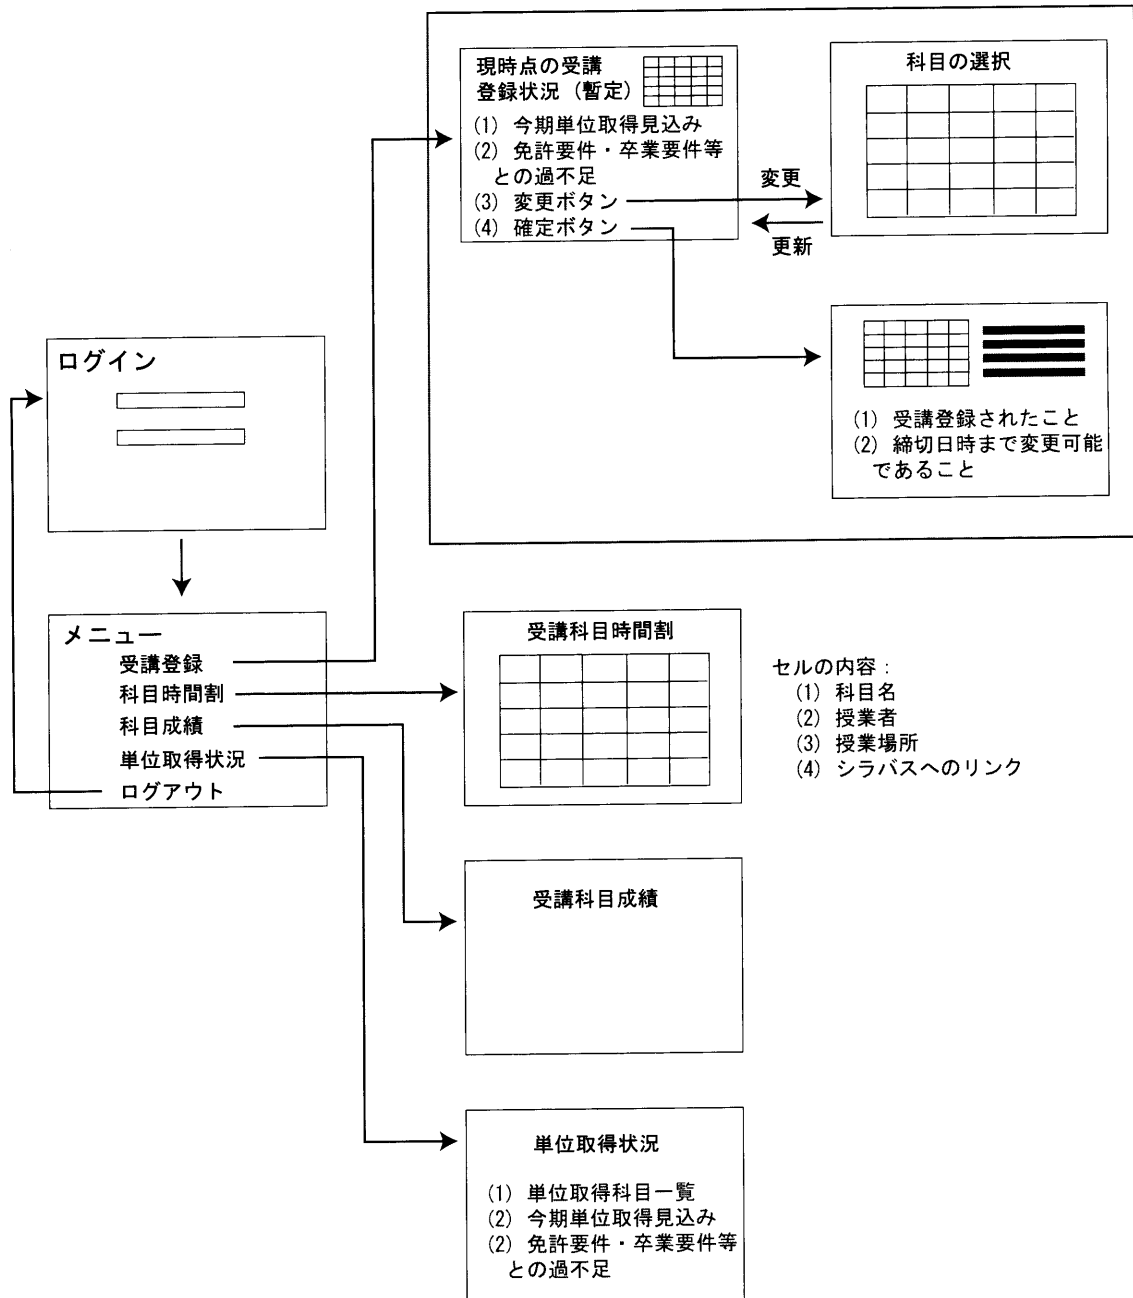 現時点の受講
登録状況（暫定）
(1) 今期単位取得見込み
(2) 免許要件・卒業要件等
との過不足
(3) 変更ボタン
(4) 確定ボタン
変更
更新
科目の選択
(1) 受講登録されたこと
(2) 締切日時まで変更可能
であること
ログイン
メニュー
受講登録
科目時間割
科目成績
単位取得状況
ログアウト
受講科目時間割
セルの内容：
(1) 科目名
(2) 授業者
(3) 授業場所
(4) シラバスへのリンク
受講科目成績
単位取得状況
(1) 単位取得科目一覧
(2) 今期単位取得見込み
(2) 免許要件・卒業要件等
との過不足